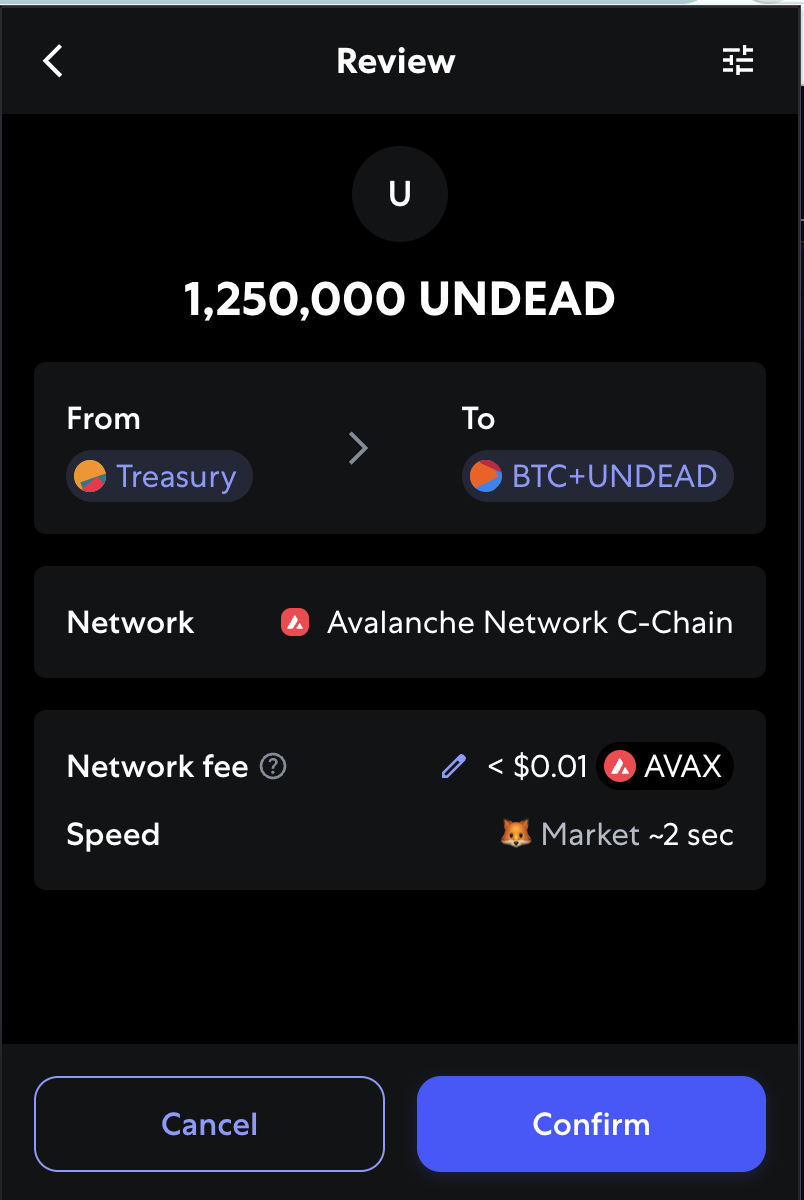 Review
U
1,250,000 UNDEAD
From
To
Treasury
BTC+UNDEAD
Network
Avalanche Network C-Chain
Network fee ? < $0.01 AVAX
Speed
Market ~2 sec
Cancel
Confirm